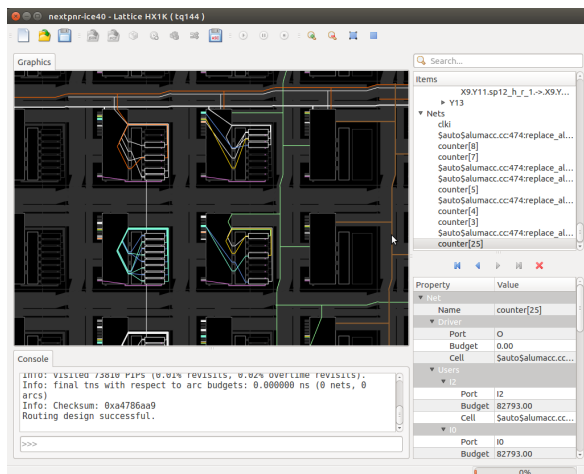 nextpnr-ice40 - Lattice HX1K ( tq144 )
Graphics
Search...
Items
X9.Y11.sp12_h_r_1.->.X9.Y...
Y13
Nets
clki
$auto$alumacc.cc:474:replace_al...
counter[8]
counter[7]
$auto$alumacc.cc:474:replace_al...
$auto$alumacc.cc:474:replace_al...
counter[5]
$auto$alumacc.cc:474:replace_al...
counter[4]
counter[3]
$auto$alumacc.cc:474:replace_al...
counter[25]
Property Value
Net
Name counter[25]
Driver
Port O
Budget 0.00
Cell $auto$alumacc.cc...
Users
I2
Port I2
Budget 82793.00
Cell $auto$alumacc.cc...
I0
Port I0
Budget 82793.00
Console
Info: visited 73810 PIPs (0.01% revisits, 0.02% overtime revisits).
Info: final tns with respect to arc budgets: 0.000000 ns (0 nets, 0
arcs)
Info: Checksum: 0xa4786aa9
Routing design successful.
>>>
0%